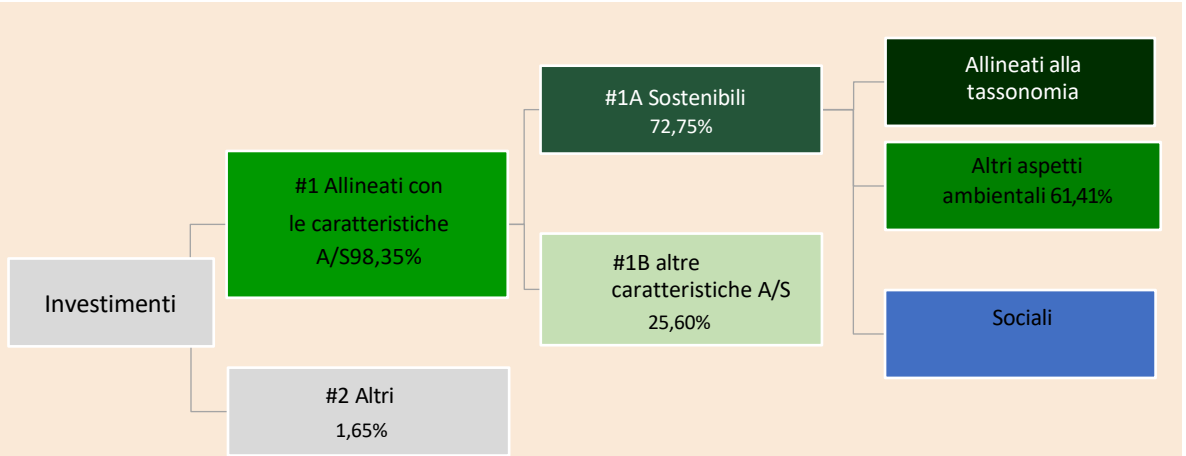 Investimenti
#1 Allineati con
le caratteristiche
A/S98,35%
#2 Altri
1,65%
#1A Sostenibili
72,75%
#1B altre
caratteristiche A/S
25,60%
Allineati alla
tassonomia
Altri aspetti
ambientali 61,41%
Sociali